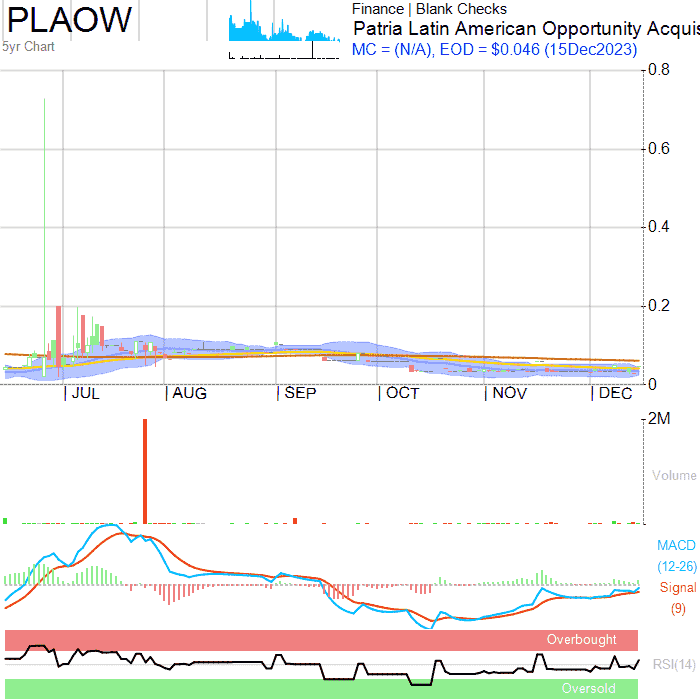 PLAOW
5yr Chart
Finance | Blank Checks
Patria Latin American Opportunity Acquis
MC = (N/A), EOD = $0.046 (15Dec2023)
0.8
0.6
0.4
0.2
0
JUL AUG SEP OCT NOV DEC
2M
Volume
MACD
(12-26)
Signal
(9)
Overbought
RSI(14)
Oversold